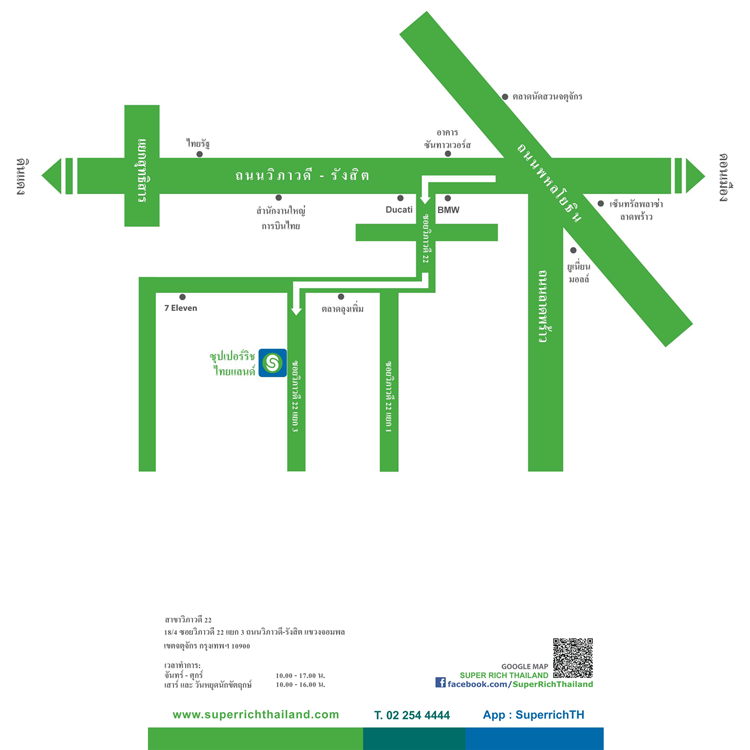 ตลาดนัดสวนจตุจักร
อาคาร
ซันทาวเวอร์ส
ไทยรัฐ
แยกสุทธิสาร
ดินแดง
ถนนวิภาวดี - รังสิต
ถนนพหลโยธิน
ดอนเมือง
สำนักงานใหญ่
การบินไทย
Ducati
BMW
เซ็นทรัลพลาซ่า
ลาดพร้าว
ซอยวิภาวดี 22
ยูเนี่ยน
มอลล์
ถนนลาดพร้าว
7 Eleven
ตลาดลุงเพิ่ม
ซุปเปอร์ริช
ไทยแลนด์
S
ซอยวิภาวดี 22 แยก 3
ซอยวิภาวดี 22 แยก 1
สาขาวิภาวดี 22
18/4 ซอยวิภาวดี 22 แยก 3 ถนนวิภาวดี-รังสิต แขวงจอมพล
เขตจตุจักร กรุงเทพฯ 10900
เวลาทำการ:
จันทร์ - ศุกร์ 10.00 - 17.00 น.
เสาร์ และ วันหยุดนักขัตฤกษ์ 10.00 - 16.00 น.
GOOGLE MAP
SUPER RICH THAILAND
facebook.com/SuperRichThailand
www.superrichthailand.com T. 02 254 4444 App : SuperrichTH